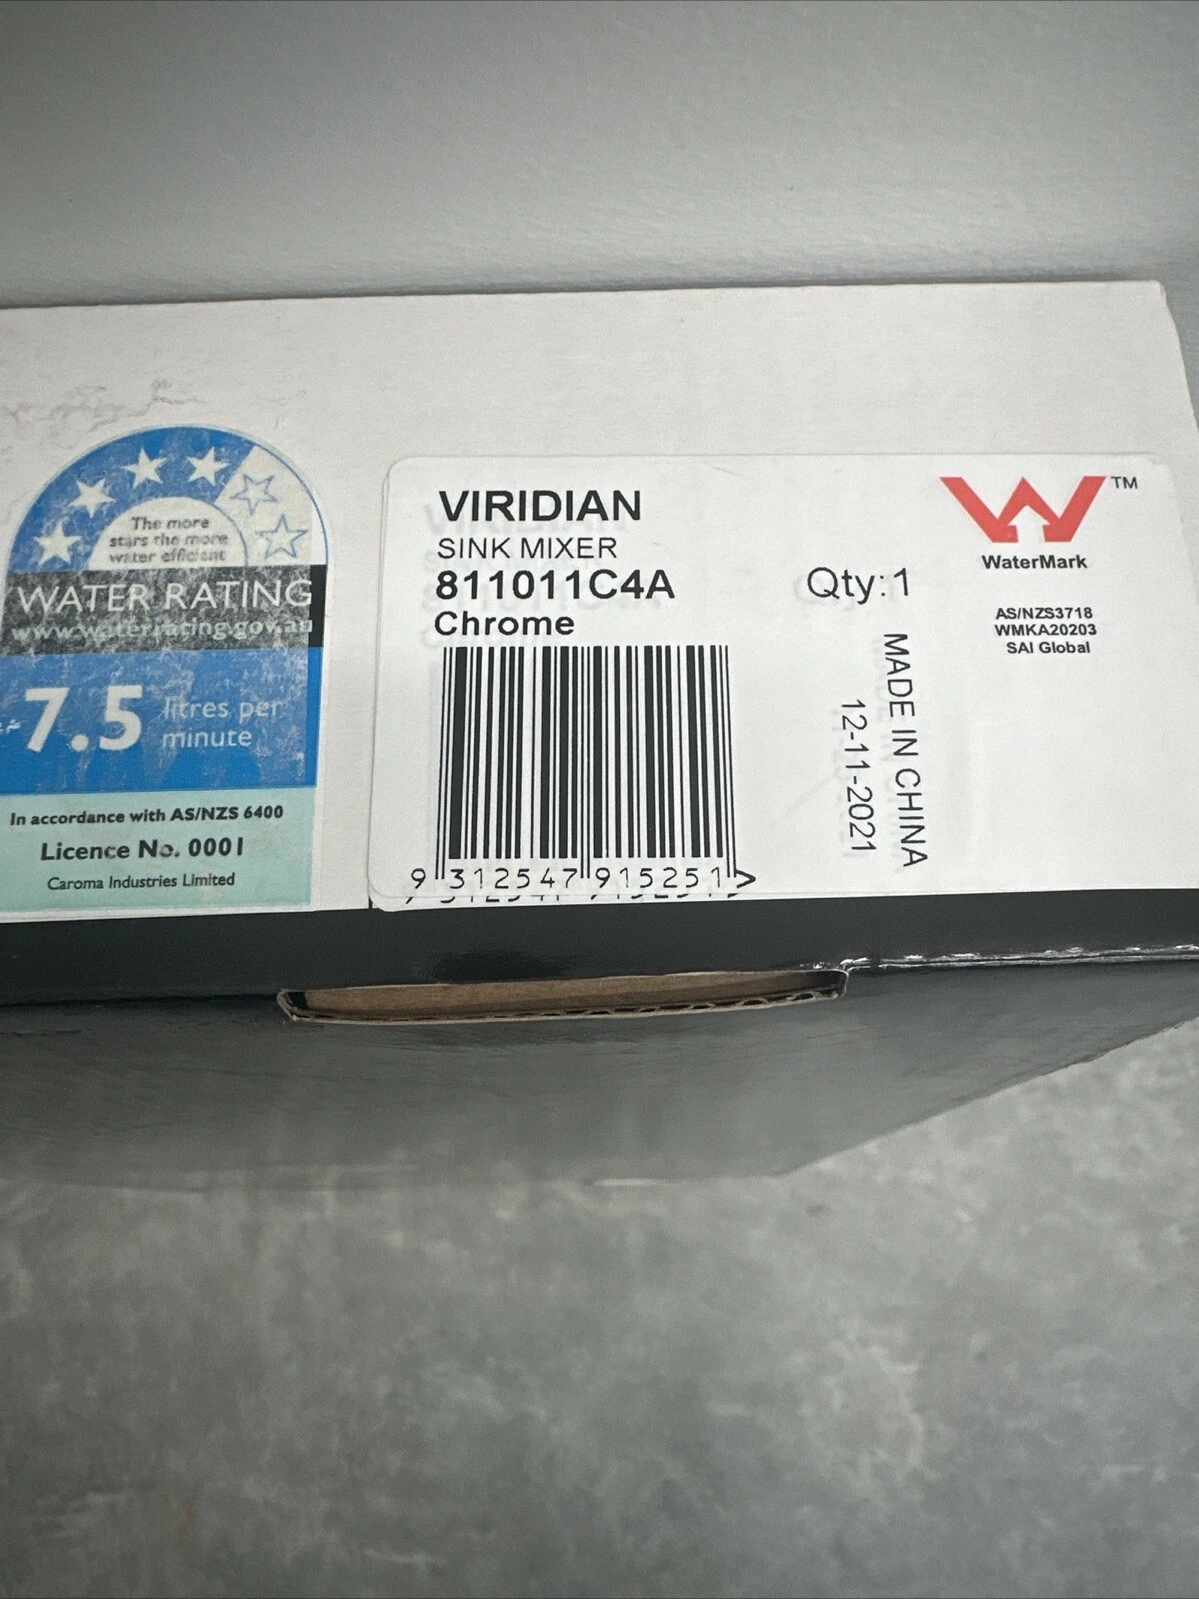 The more
stars the more
water efficient
WATER RATING
www.waterrating.gov.au
7.5 litres per
minute
In accordance with AS/NZS 6400
Licence No. 0001
Caroma Industries Limited
VIRIDIAN
SINK MIXER
811011C4A
Chrome
Qty:1
9 312547 915251 >
MADE IN CHINA
12-11-2021
TM
WaterMark
AS/NZS3718
WMKA20203
SAI Global